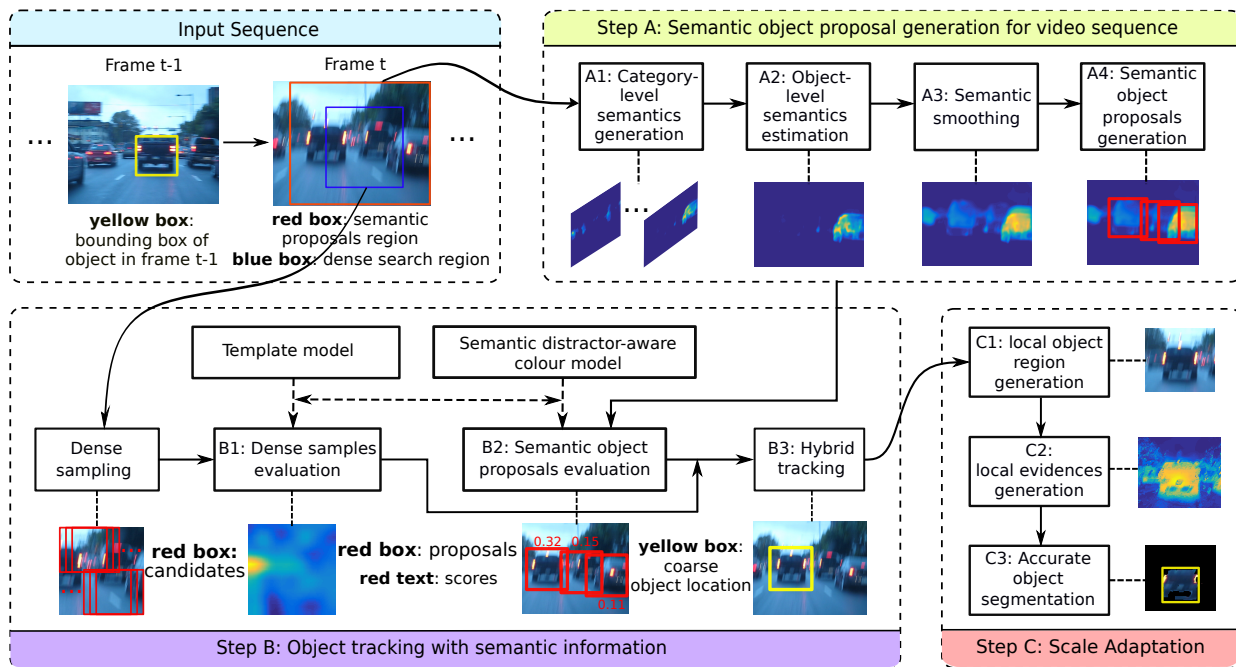 Input Sequence
Frame t-1
Frame t
...
...
yellow box:
bounding box of
object in frame t-1
red box: semantic
proposals region
blue box: dense search region
Step A: Semantic object proposal generation for video sequence
A1: Category-
level
semantics
generation
A2: Object-
level
semantics
estimation
A3: Semantic
smoothing
A4: Semantic
object
proposals
generation
...
Template model
Semantic distractor-aware
colour model
Dense
sampling
B1: Dense samples
evaluation
B2: Semantic object
proposals evaluation
B3: Hybrid
tracking
red box:
candidates
red box: proposals
red text: scores
0.32
0.15
0.11
yellow box:
coarse
object location
Step B: Object tracking with semantic information
C1: local object
region
generation
C2:
local evidences
generation
C3: Accurate
object
segmentation
Step C: Scale Adaptation